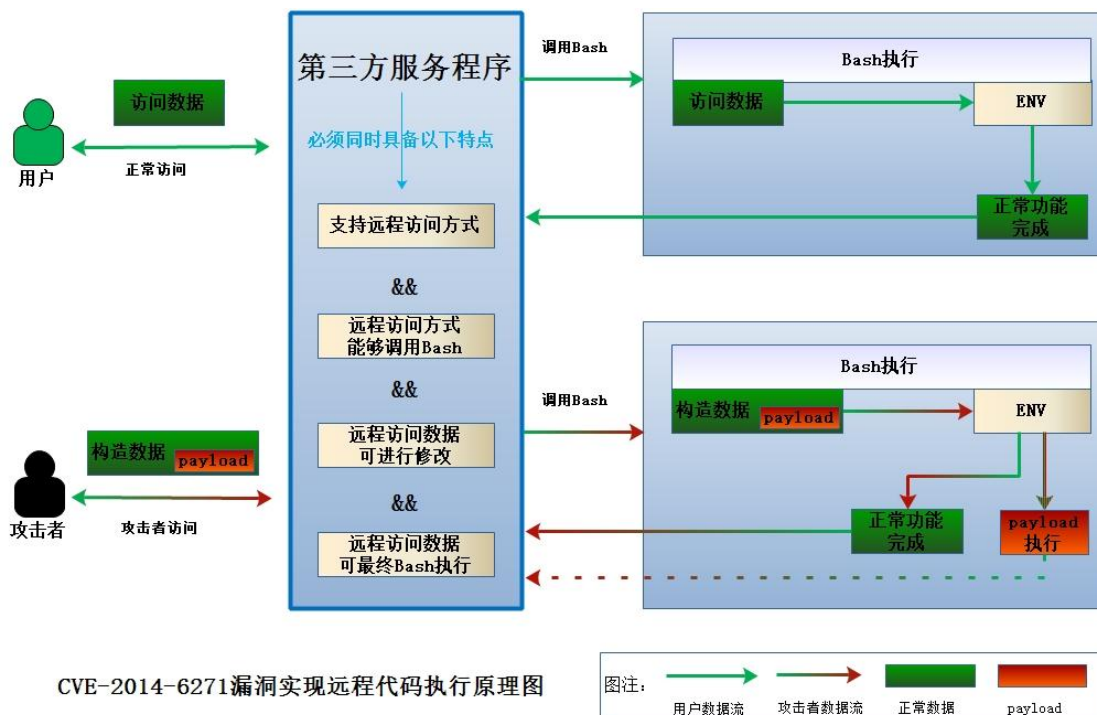 第三方服务程序
必须同时具备以下特点
支持远程访问方式
&&
远程访问方式
能够调用Bash
&&
远程访问数据
可进行修改
&&
远程访问数据
可最终Bash执行
访问数据
正常访问
用户
构造数据
payload
攻击者访问
攻击者
调用Bash
Bash执行
访问数据
ENV
正常功能
完成
调用Bash
Bash执行
构造数据
payload
ENV
正常功能
完成
payload
执行
CVE-2014-6271漏洞实现远程代码执行原理图
图注：
用户数据流
攻击者数据流
正常数据
payload